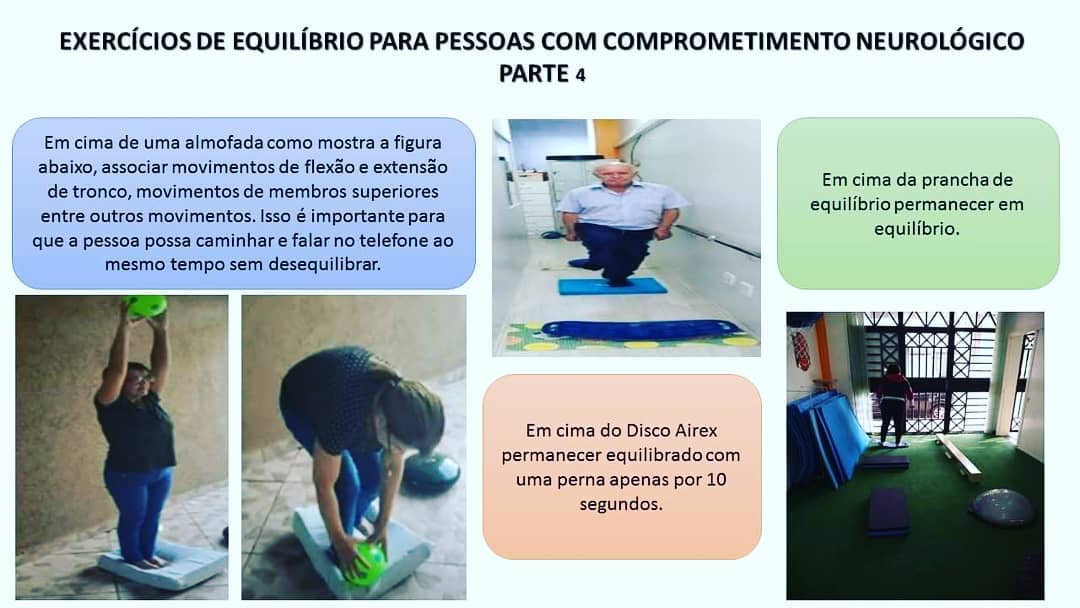 EXERCÍCIOS DE EQUILÍBRIO PARA PESSOAS COM COMPROMETIMENTO NEUROLÓGICO
PARTE 4
Em cima de uma almofada como mostra a figura
abaixo, associar movimentos de flexão e extensão
de tronco, movimentos de membros superiores
entre outros movimentos. Isso é importante para
que a pessoa possa caminhar e falar no telefone ao
mesmo tempo sem desequilibrar.
Em cima do Disco Airex
permanecer equilibrado com
uma perna apenas por 10
segundos.
Em cima da prancha de
equilíbrio permanecer em
equilíbrio.